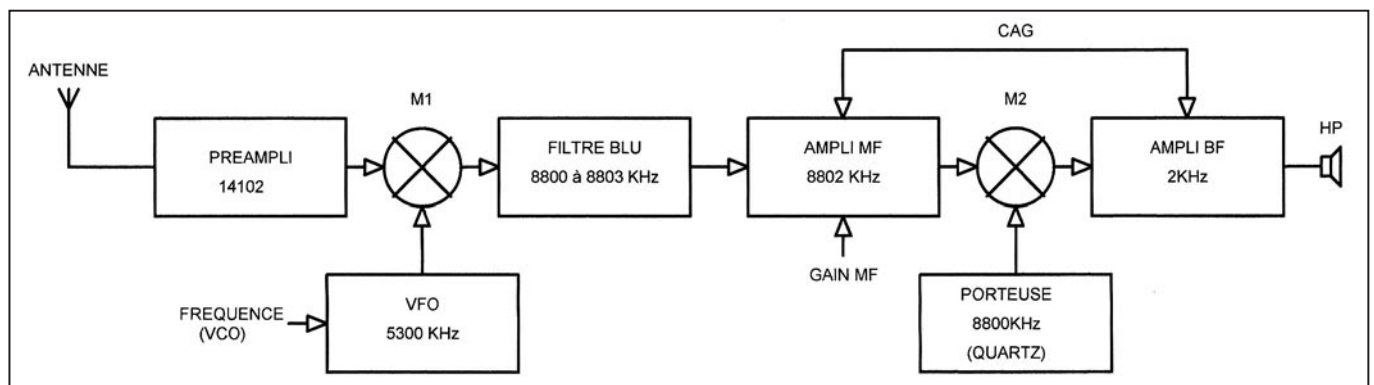 CAG
ANTENNE
M1
M2
HP
PREAMPLI
14102
FILTRE BLU
8800 à 8803 KHz
AMPLI MF
8802 KHz
AMPLI BF
2KHz
GAIN MF
FREQUENCE
(VCO)
VFO
5300 KHz
PORTEUSE
8800KHz
(QUARTZ)